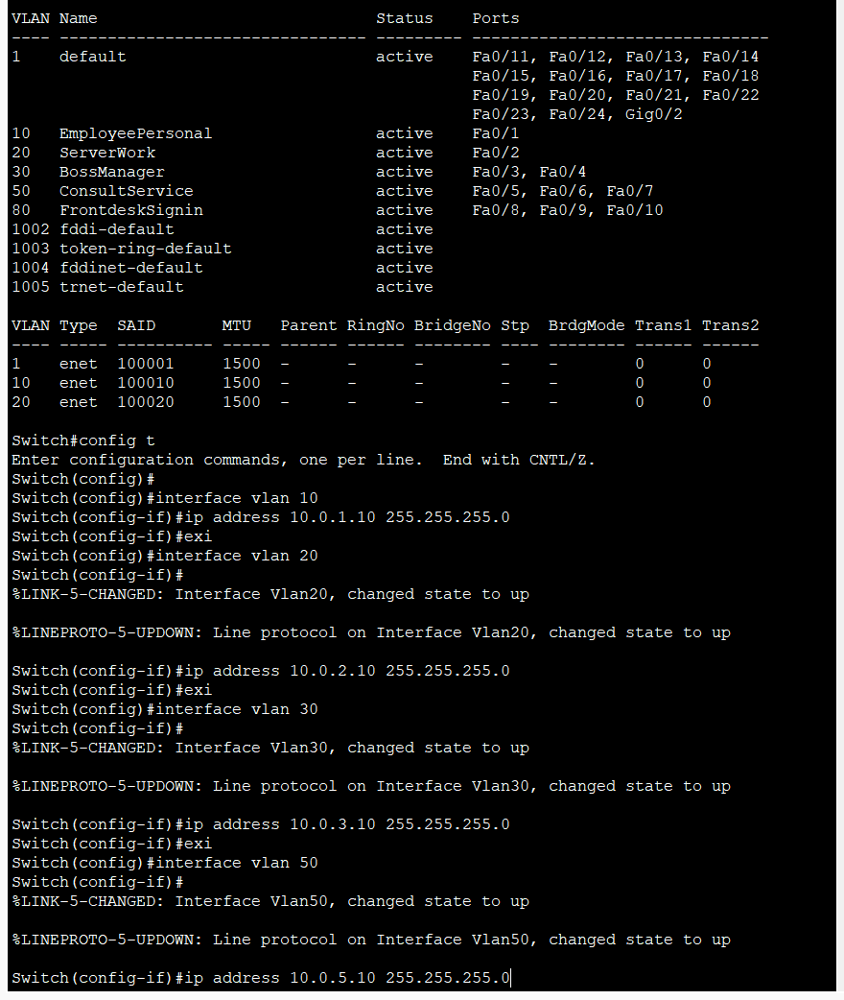 VLAN Name                             Status    Ports
---- -------------------------------- --------- -------------------------------
1    default                          active    Fa0/11, Fa0/12, Fa0/13, Fa0/14
                                                Fa0/15, Fa0/16, Fa0/17, Fa0/18
                                                Fa0/19, Fa0/20, Fa0/21, Fa0/22
                                                Fa0/23, Fa0/24, Gig0/2
10   EmployeePersonal                 active    Fa0/1
20   ServerWork                       active    Fa0/2
30   BossManager                      active    Fa0/3, Fa0/4
50   ConsultService                   active    Fa0/5, Fa0/6, Fa0/7
80   FrontdeskSignin                  active    Fa0/8, Fa0/9, Fa0/10
1002 fddi-default                     active
1003 token-ring-default               active
1004 fddinet-default                  active
1005 trnet-default                    active

VLAN Type  SAID       MTU   Parent RingNo BridgeNo Stp  BrdgMode Trans1 Trans2
---- ----- ---------- ----- ------ ------ -------- ---- -------- ------ ------
1    enet  100001     1500  -      -      -        -    -        0      0
10   enet  100010     1500  -      -      -        -    -        0      0
20   enet  100020     1500  -      -      -        -    -        0      0

Switch#config t
Enter configuration commands, one per line.  End with CNTL/Z.
Switch(config)#
Switch(config)#interface vlan 10
Switch(config-if)#ip address 10.0.1.10 255.255.255.0
Switch(config-if)#exi
Switch(config)#interface vlan 20
Switch(config-if)#
%LINK-5-CHANGED: Interface Vlan20, changed state to up

%LINEPROTO-5-UPDOWN: Line protocol on Interface Vlan20, changed state to up

Switch(config-if)#ip address 10.0.2.10 255.255.255.0
Switch(config-if)#exi
Switch(config)#interface vlan 30
Switch(config-if)#
%LINK-5-CHANGED: Interface Vlan30, changed state to up

%LINEPROTO-5-UPDOWN: Line protocol on Interface Vlan30, changed state to up

Switch(config-if)#ip address 10.0.3.10 255.255.255.0
Switch(config-if)#exi
Switch(config)#interface vlan 50
Switch(config-if)#
%LINK-5-CHANGED: Interface Vlan50, changed state to up

%LINEPROTO-5-UPDOWN: Line protocol on Interface Vlan50, changed state to up

Switch(config-if)#ip address 10.0.5.10 255.255.255.0